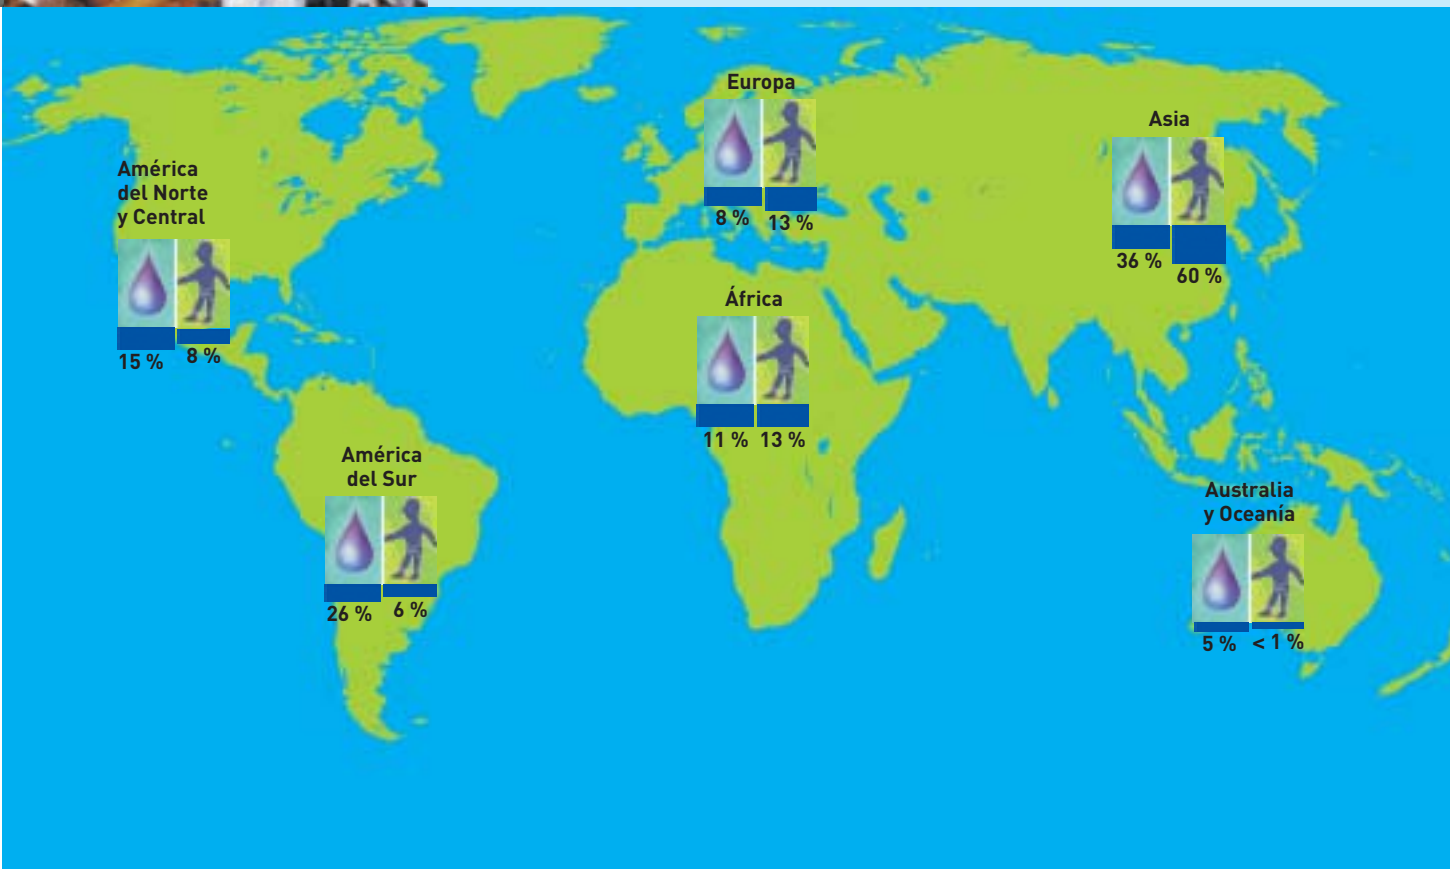 Europa
8 % 13 %
Asia
36 % 60 %
América
del Norte
y Central
15 % 8 %
África
11 % 13 %
América
del Sur
26 % 6 %
Australia
y Oceanía
5 % < 1 %